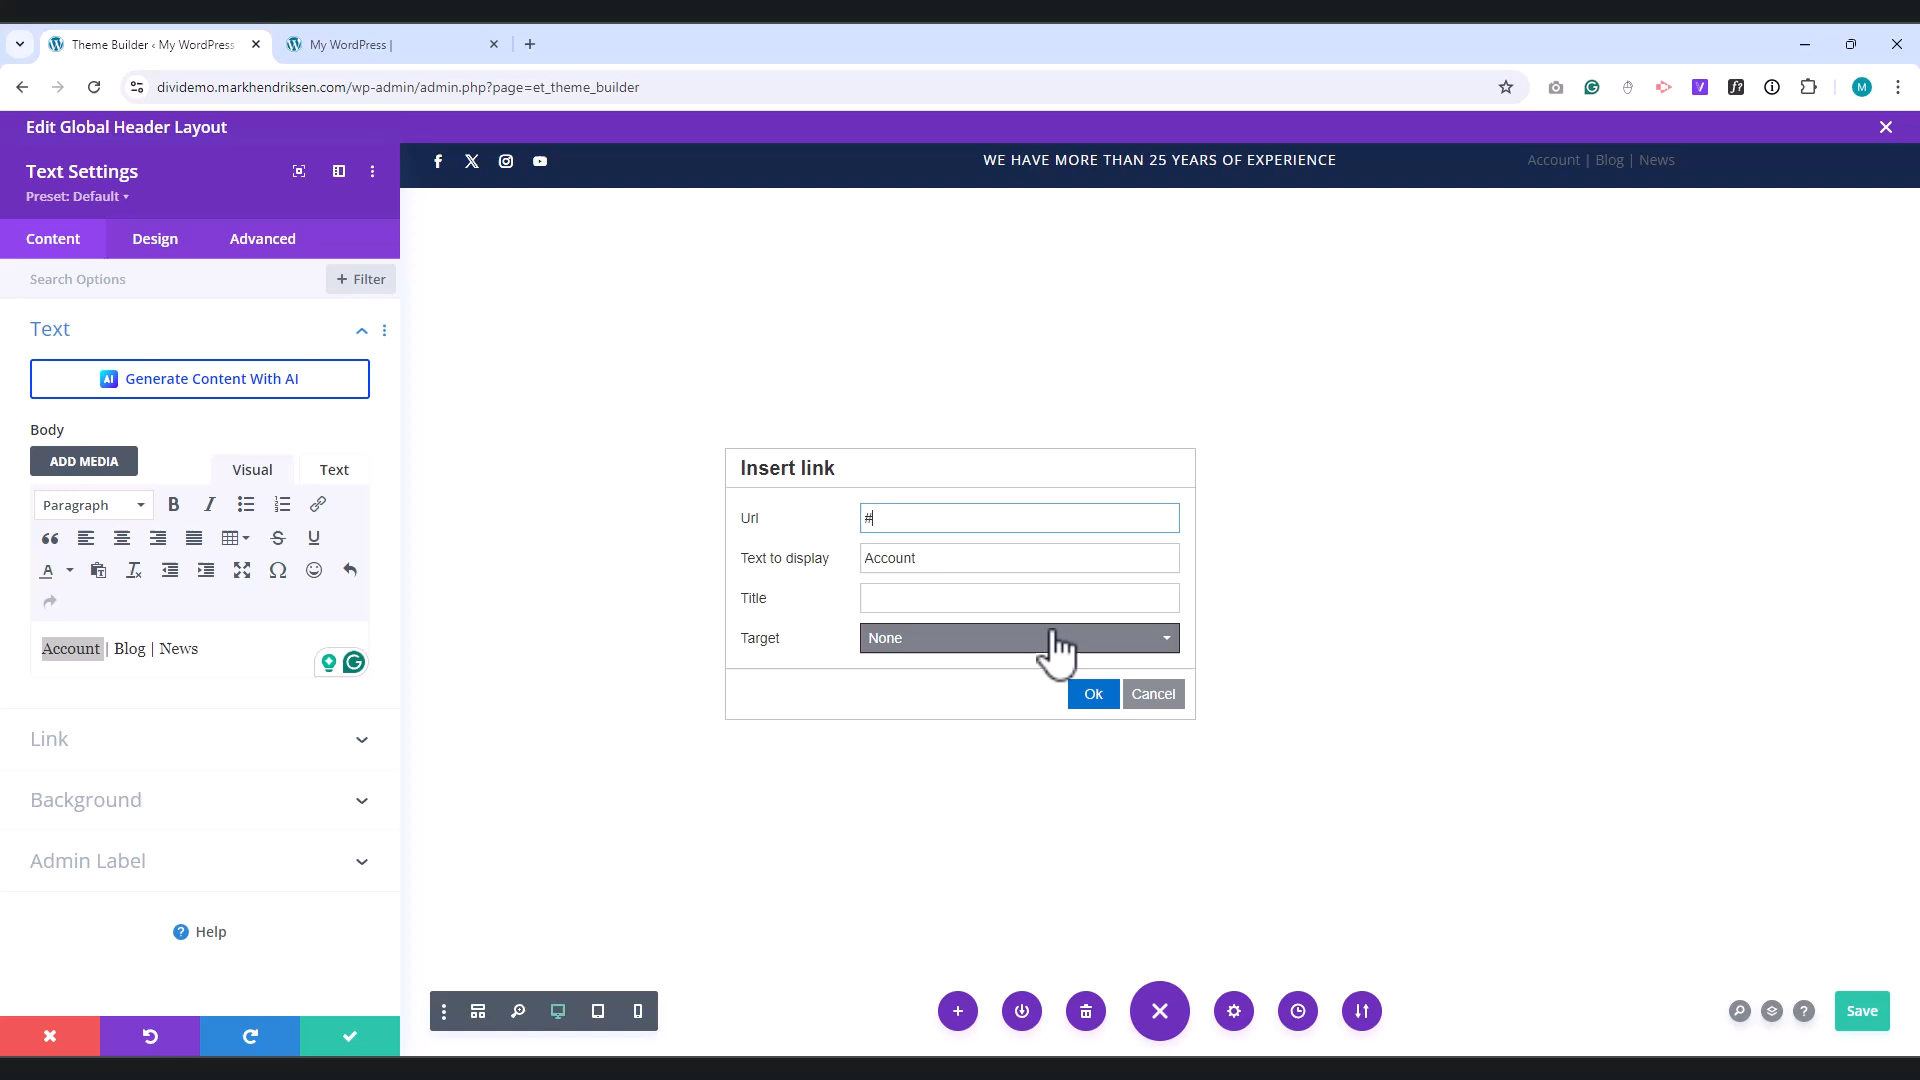 Theme Builder ‹ My WordPress
My WordPress |
dividemo.markhendriksen.com/wp-admin/admin.php?page=et_theme_builder
M
Edit Global Header Layout
Text Settings
Preset: Default
WE HAVE MORE THAN 25 YEARS OF EXPERIENCE
Account | Blog | News
Content
Design
Advanced
Search Options
+ Filter
Text
AI Generate Content With AI
Body
ADD MEDIA
Visual
Text
Paragraph
B
I
U
A
Account | Blog | News
Insert link
Url
#
Text to display
Account
Title
Target
None
Ok
Cancel
Link
Background
Admin Label
? Help
Save